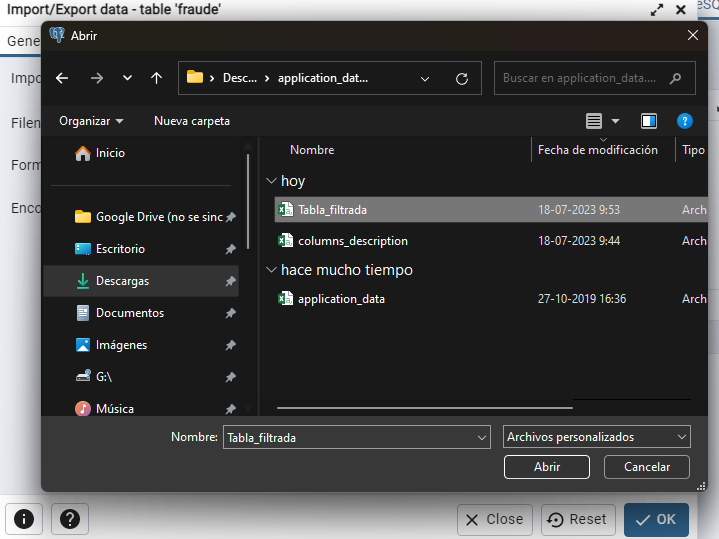 Import/Export data - table 'fraude'
Abrir
Desc...
application_dat...
Buscar en application_data....
Organizar
Nueva carpeta
Inicio
Nombre
Fecha de modificación
Tipo
hoy
Tabla_filtrada
18-07-2023 9:53
Arch
Google Drive (no se sinc
columns_description
18-07-2023 9:44
Arch
Escritorio
hace mucho tiempo
Descargas
application_data
27-10-2019 16:36
Arch
Documentos
Imágenes
G:\
Música
Nombre:
Tabla_filtrada
Archivos personalizados
Abrir
Cancelar
Gene
Impo
Filen
Form
Enco
Close
Reset
OK